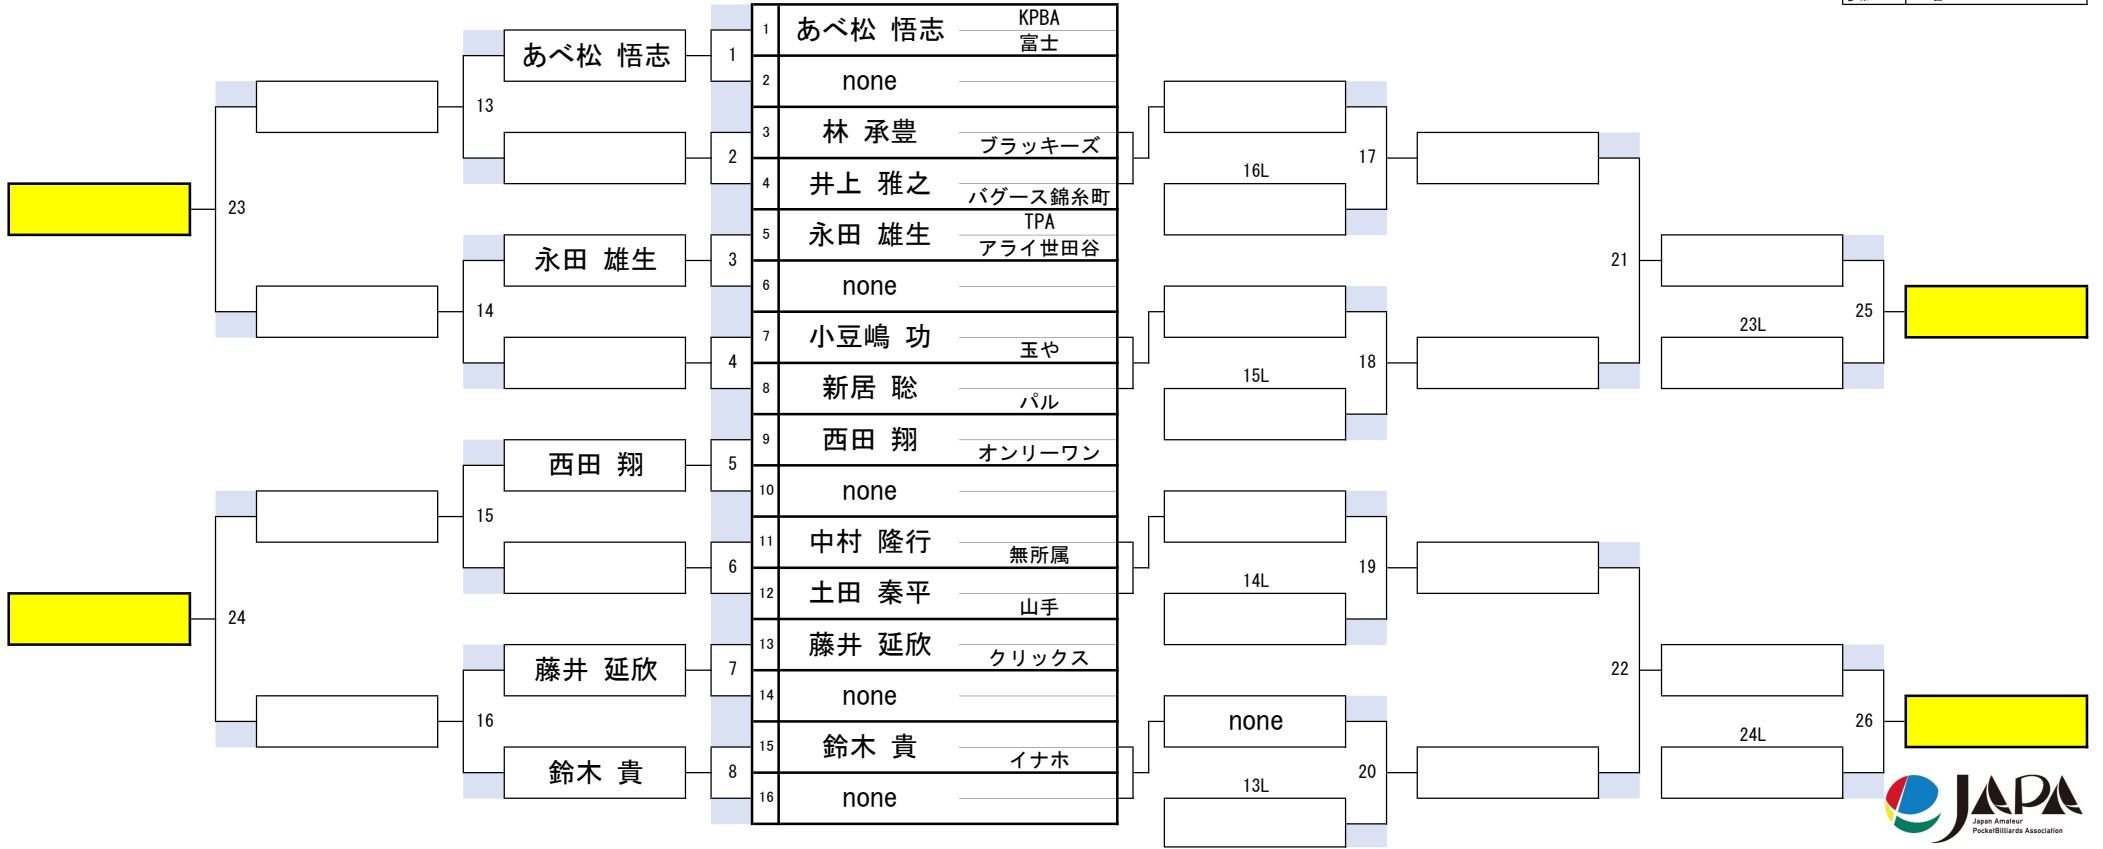 1 あべ松 悟志 KPBA
富士
2 none
3 林 承豊 ブラッキーズ
4 井上 雅之 バグース錦糸町
5 永田 雄生 TPA
アライ世田谷
6 none
7 小豆嶋 功 玉や
8 新居 聡 パル
9 西田 翔 オンリーワン
10 none
11 中村 隆行 無所属
12 土田 秦平 山手
13 藤井 延欣 クリックス
14 none
15 鈴木 貴 イナホ
16 none
あべ松 悟志 1
13
2
23
永田 雄生 3
14
4
西田 翔 5
15
6
24
藤井 延欣 7
16
鈴木 貴 8
17
16L
21
18
15L
25
23L
19
14L
22
none
20
13L
26
24L
JAPA
Japan Amateur
PocketBilliards Association